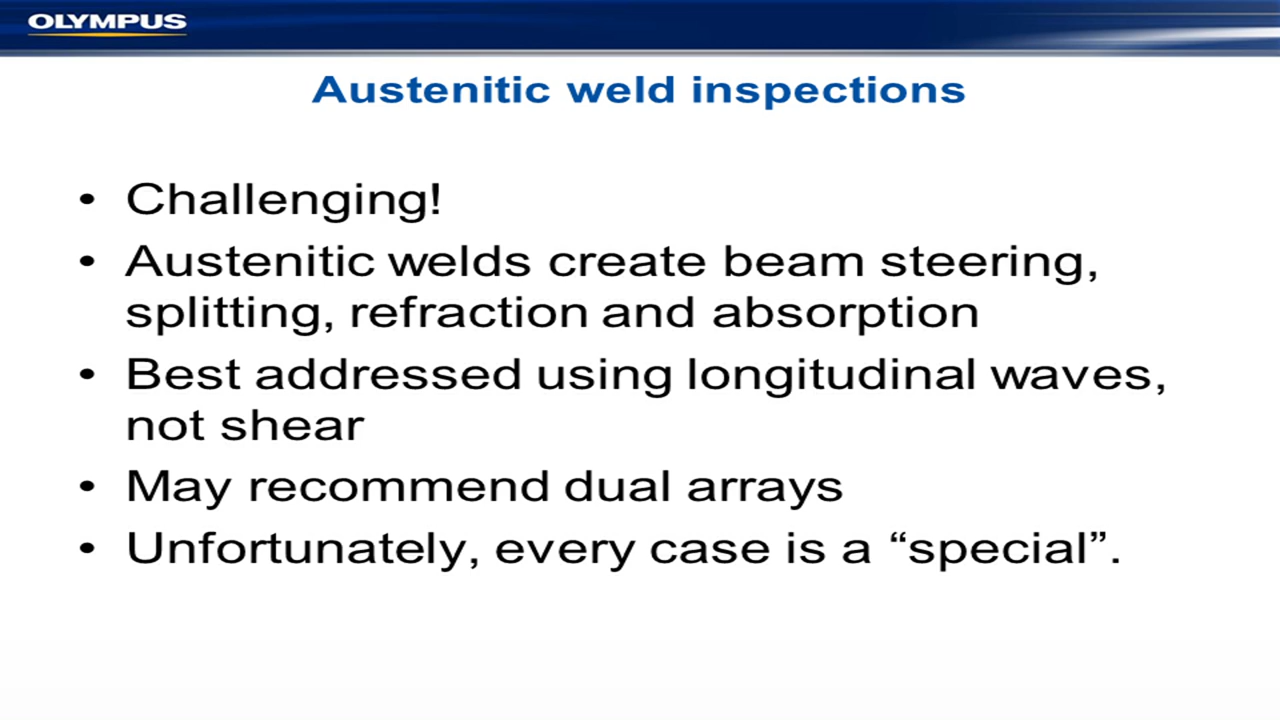 OLYMPUS
Austenitic weld inspections
• Challenging!
• Austenitic welds create beam steering,
splitting, refraction and absorption
• Best addressed using longitudinal waves,
not shear
• May recommend dual arrays
• Unfortunately, every case is a “special”.